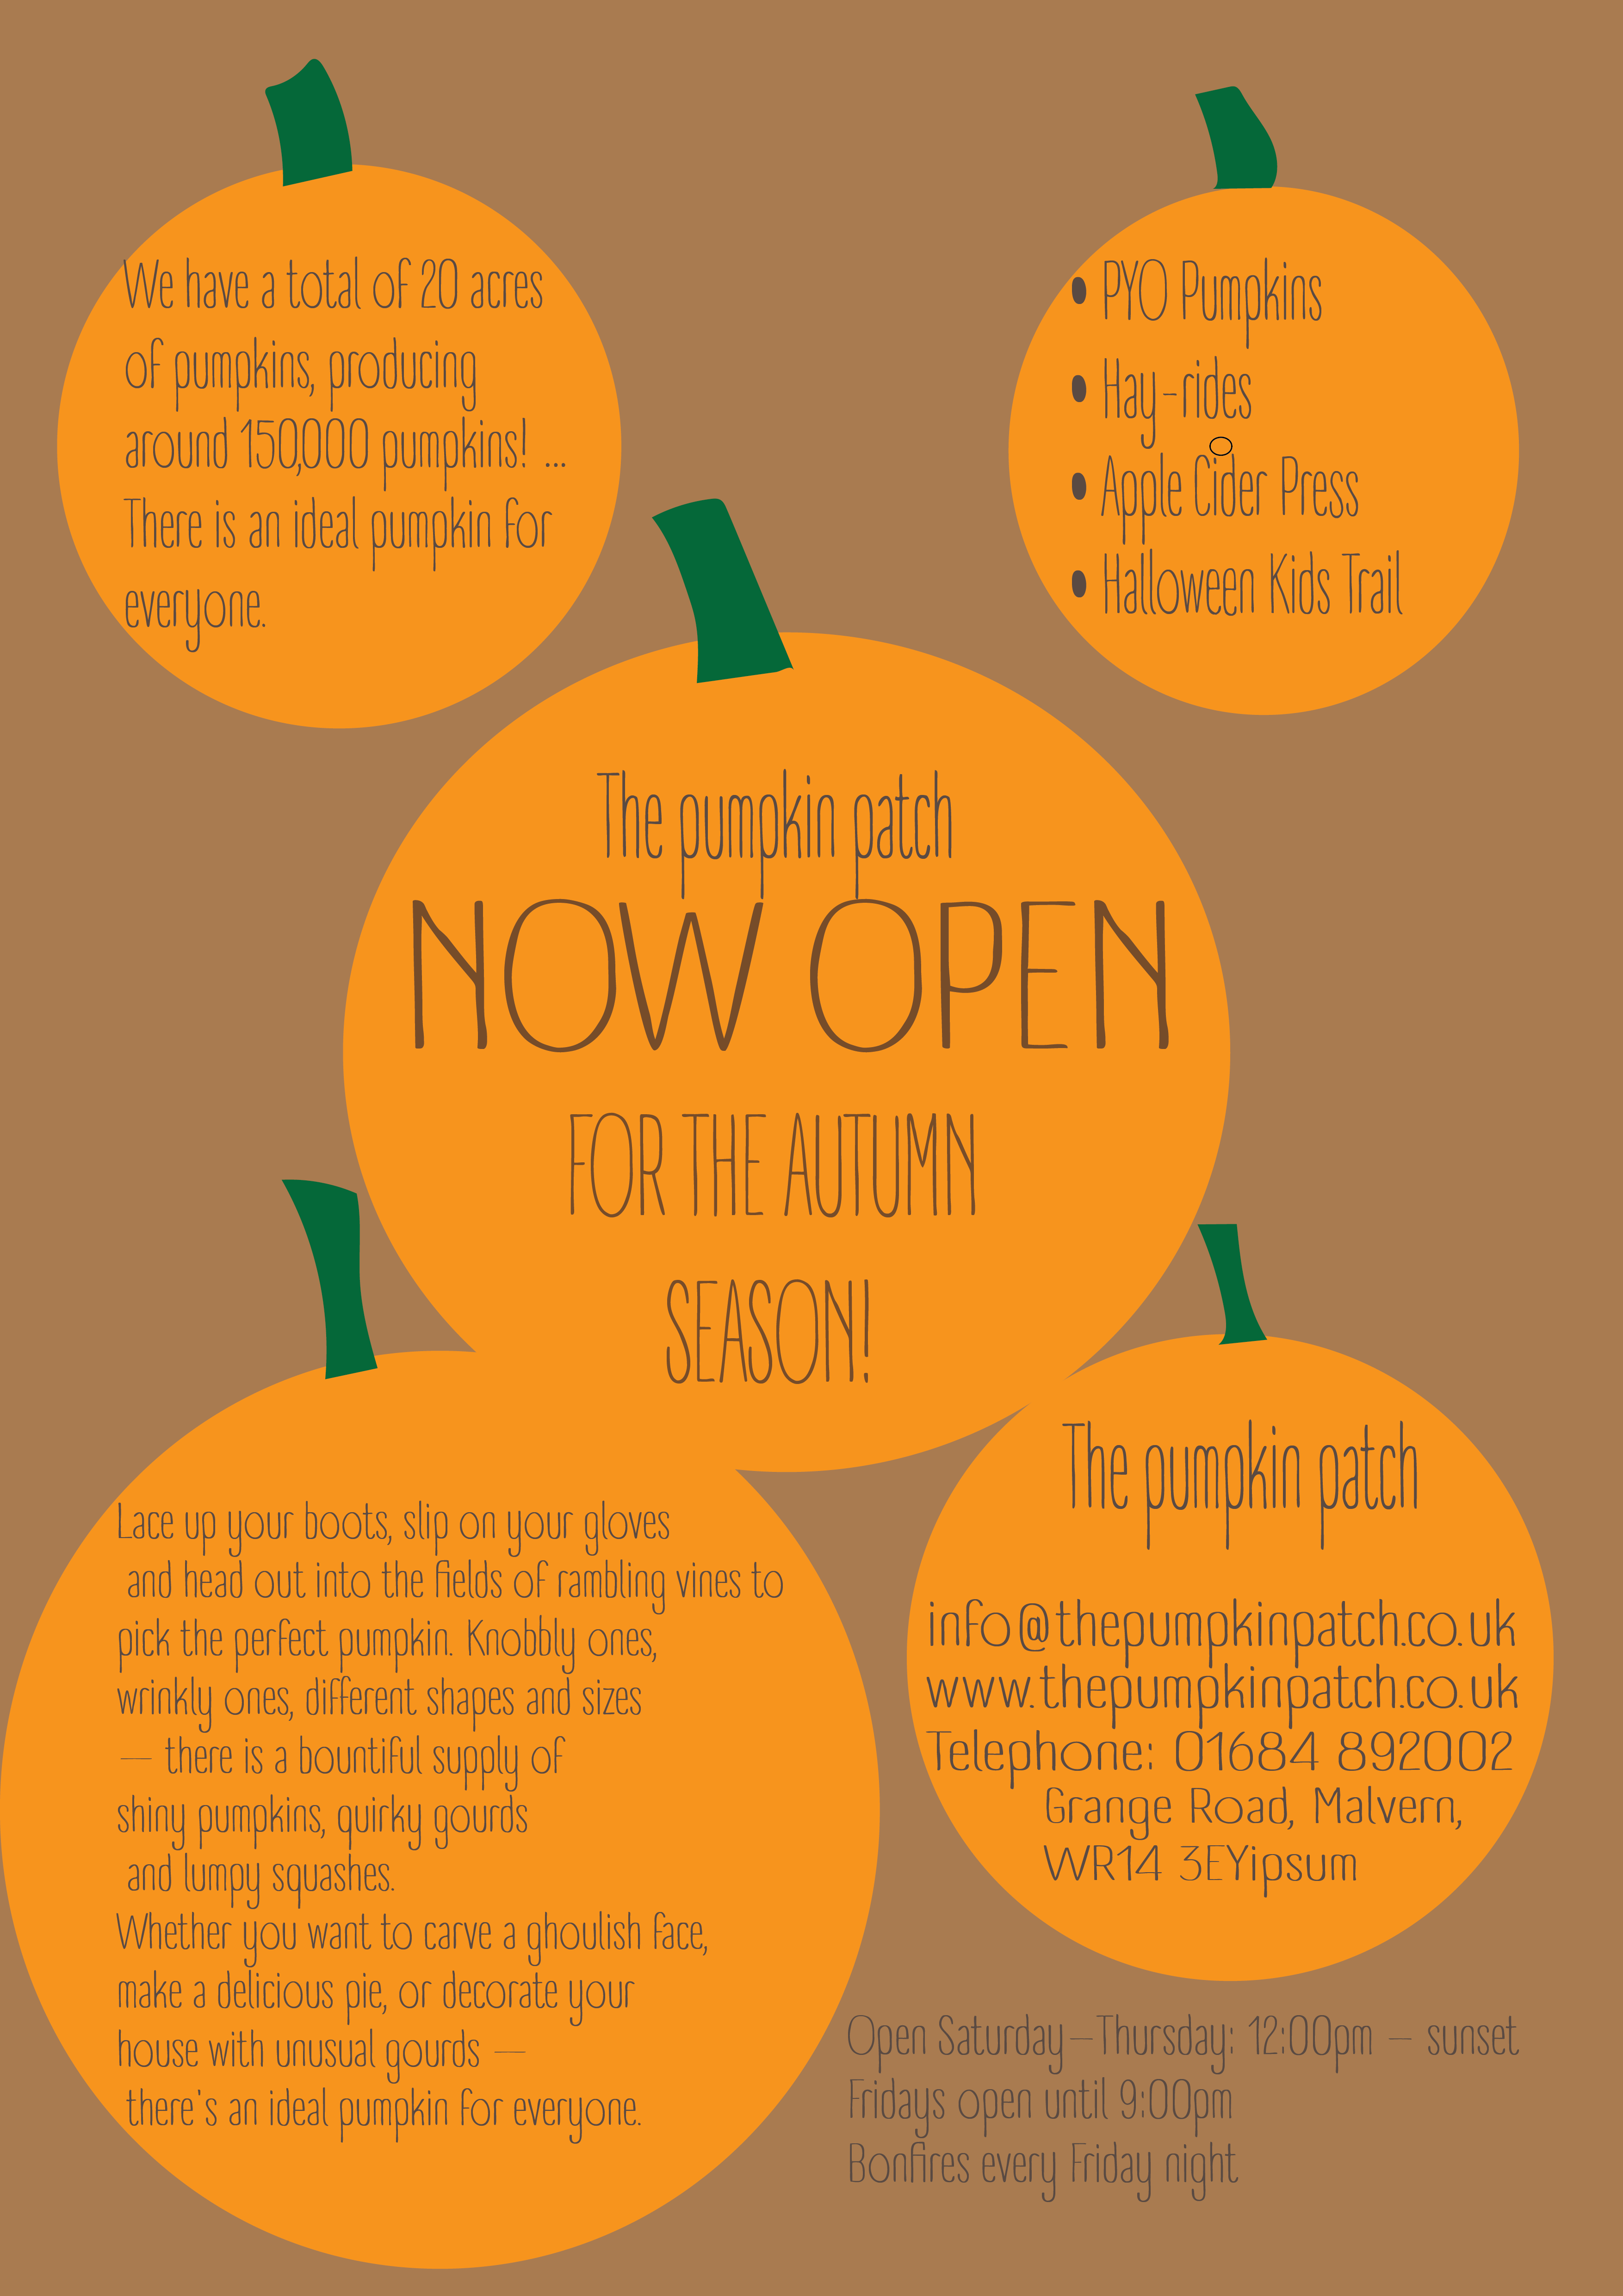 We have a total of 20 acres
of pumpkins, producing
around 150,000 pumpkins! ...
There is an ideal pumpkin for
everyone.
• PYO Pumpkins
• Hay-rides
• Apple Cider Press
• Halloween Kids Trail
The pumpkin patch
NOW OPEN
FOR THE AUTUMN
SEASON!
Lace up your boots, slip on your gloves
and head out into the fields of rambling vines to
pick the perfect pumpkin. Knobbly ones,
wrinkly ones, different shapes and sizes
— there is a bountiful supply of
shiny pumpkins, quirky gourds
and lumpy squashes.
Whether you want to carve a ghoulish face,
make a delicious pie, or decorate your
house with unusual gourds —
there's an ideal pumpkin for everyone.
The pumpkin patch
info@thepumpkinpatch.co.uk
www.thepumpkinpatch.co.uk
Telephone: 01684 892002
Grange Road, Malvern,
WR14 3EYipsum
Open Saturday–Thursday: 12:00pm – sunset
Fridays open until 9:00pm
Bonfires every Friday night